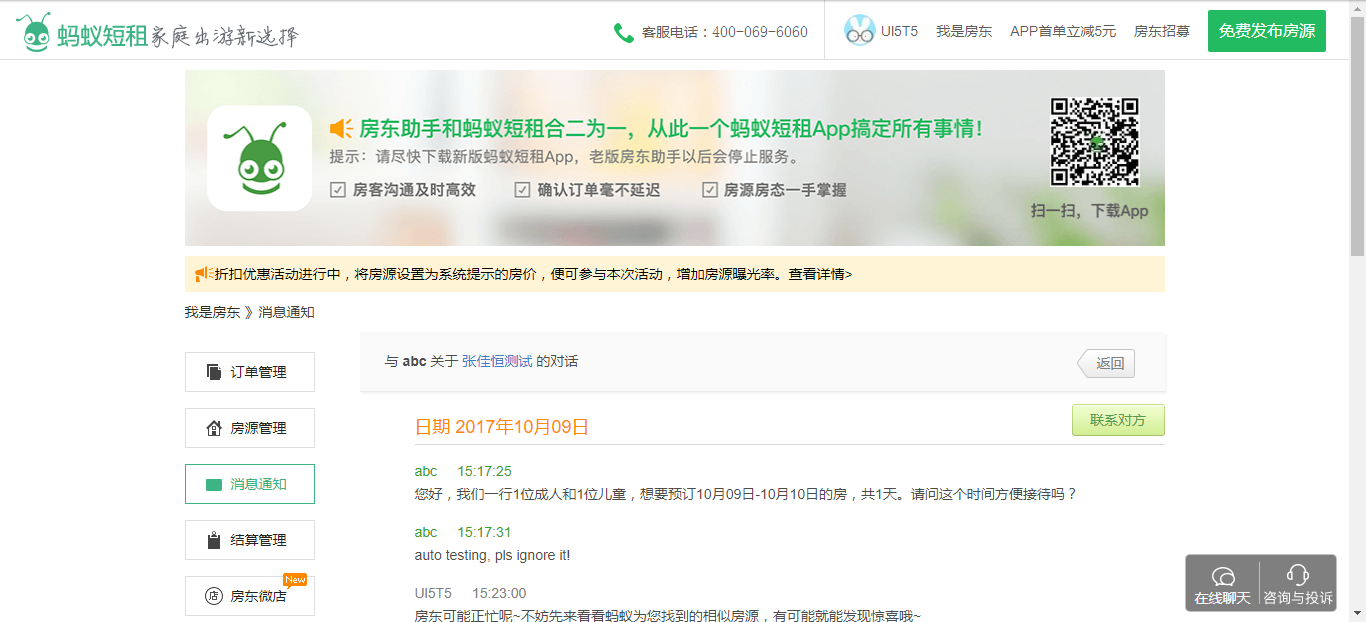 蚂蚁短租 家庭出游新选择
客服电话：400-069-6060
UI5T5 我是房东 APP首单立减5元 房东招募 免费发布房源
房东助手和蚂蚁短租合二为一，从此一个蚂蚁短租App搞定所有事情！
提示：请尽快下载新版蚂蚁短租App，老版房东助手以后会停止服务。
房客沟通及时高效 确认订单毫不延迟 房源房态一手掌握
扫一扫，下载App
折扣优惠活动进行中，将房源设置为系统提示的房价，便可参与本次活动，增加房源曝光率。查看详情>
我是房东 》消息通知
订单管理
房源管理
消息通知
结算管理
店 房东微店 New
与 abc 关于 张佳恒测试 的对话
返回
日期 2017年10月09日
联系对方
abc 15:17:25
您好，我们一行1位成人和1位儿童，想要预订10月09日-10月10日的房，共1天。请问这个时间方便接待吗？
abc 15:17:31
auto testing, pls ignore it!
UI5T5 15:23:00
房东可能正忙呢~不妨先来看看蚂蚁为您找到的相似房源，有可能就能发现惊喜哦~
在线聊天 咨询与投诉